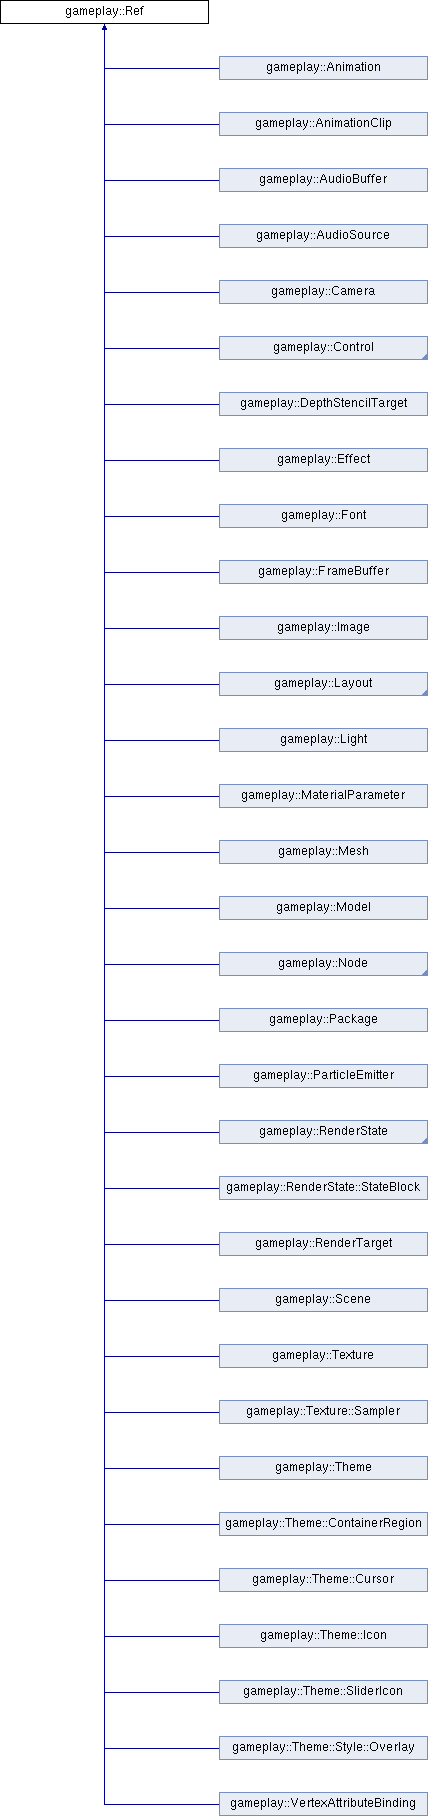 gameplay::Ref
gameplay::Animation
gameplay::AnimationClip
gameplay::AudioBuffer
gameplay::AudioSource
gameplay::Camera
gameplay::Control
gameplay::DepthStencilTarget
gameplay::Effect
gameplay::Font
gameplay::FrameBuffer
gameplay::Image
gameplay::Layout
gameplay::Light
gameplay::MaterialParameter
gameplay::Mesh
gameplay::Model
gameplay::Node
gameplay::Package
gameplay::ParticleEmitter
gameplay::RenderState
gameplay::RenderState::StateBlock
gameplay::RenderTarget
gameplay::Scene
gameplay::Texture
gameplay::Texture::Sampler
gameplay::Theme
gameplay::Theme::ContainerRegion
gameplay::Theme::Cursor
gameplay::Theme::Icon
gameplay::Theme::SliderIcon
gameplay::Theme::Style::Overlay
gameplay::VertexAttributeBinding